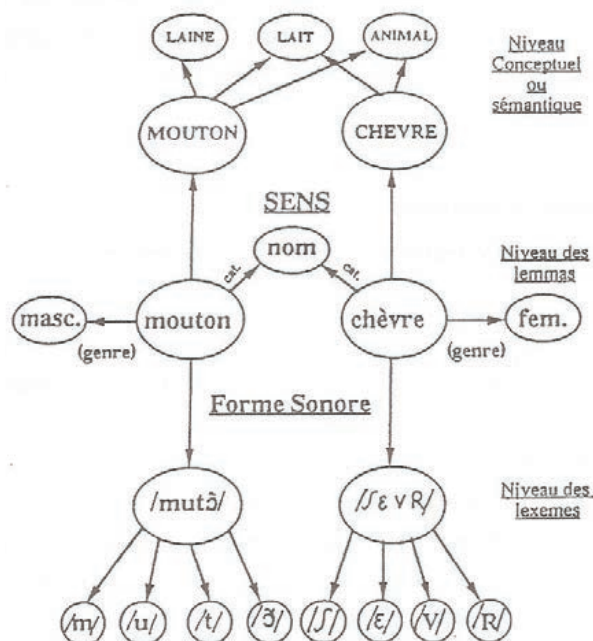 LAINE LAIT ANIMAL
Niveau
Conceptuel
ou
sémantique
MOUTON CHEVRE
SENS
nom
cat. cat.
Niveau des
lemmas
masc. mouton chèvre fem.
(genre) (genre)
Forme Sonore
/mutɔ̃/ /ʃɛvR/
Niveau des
lexemes
/m/ /u/ /t/ /ɔ̃/ /ʃ/ /ɛ/ /v/ /R/